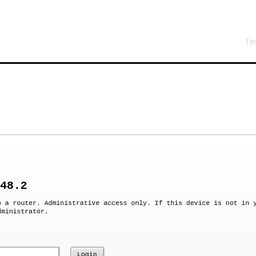 Ter
48.2
o a router. Administrative access only. If this device is not in y
dministrator.
Login